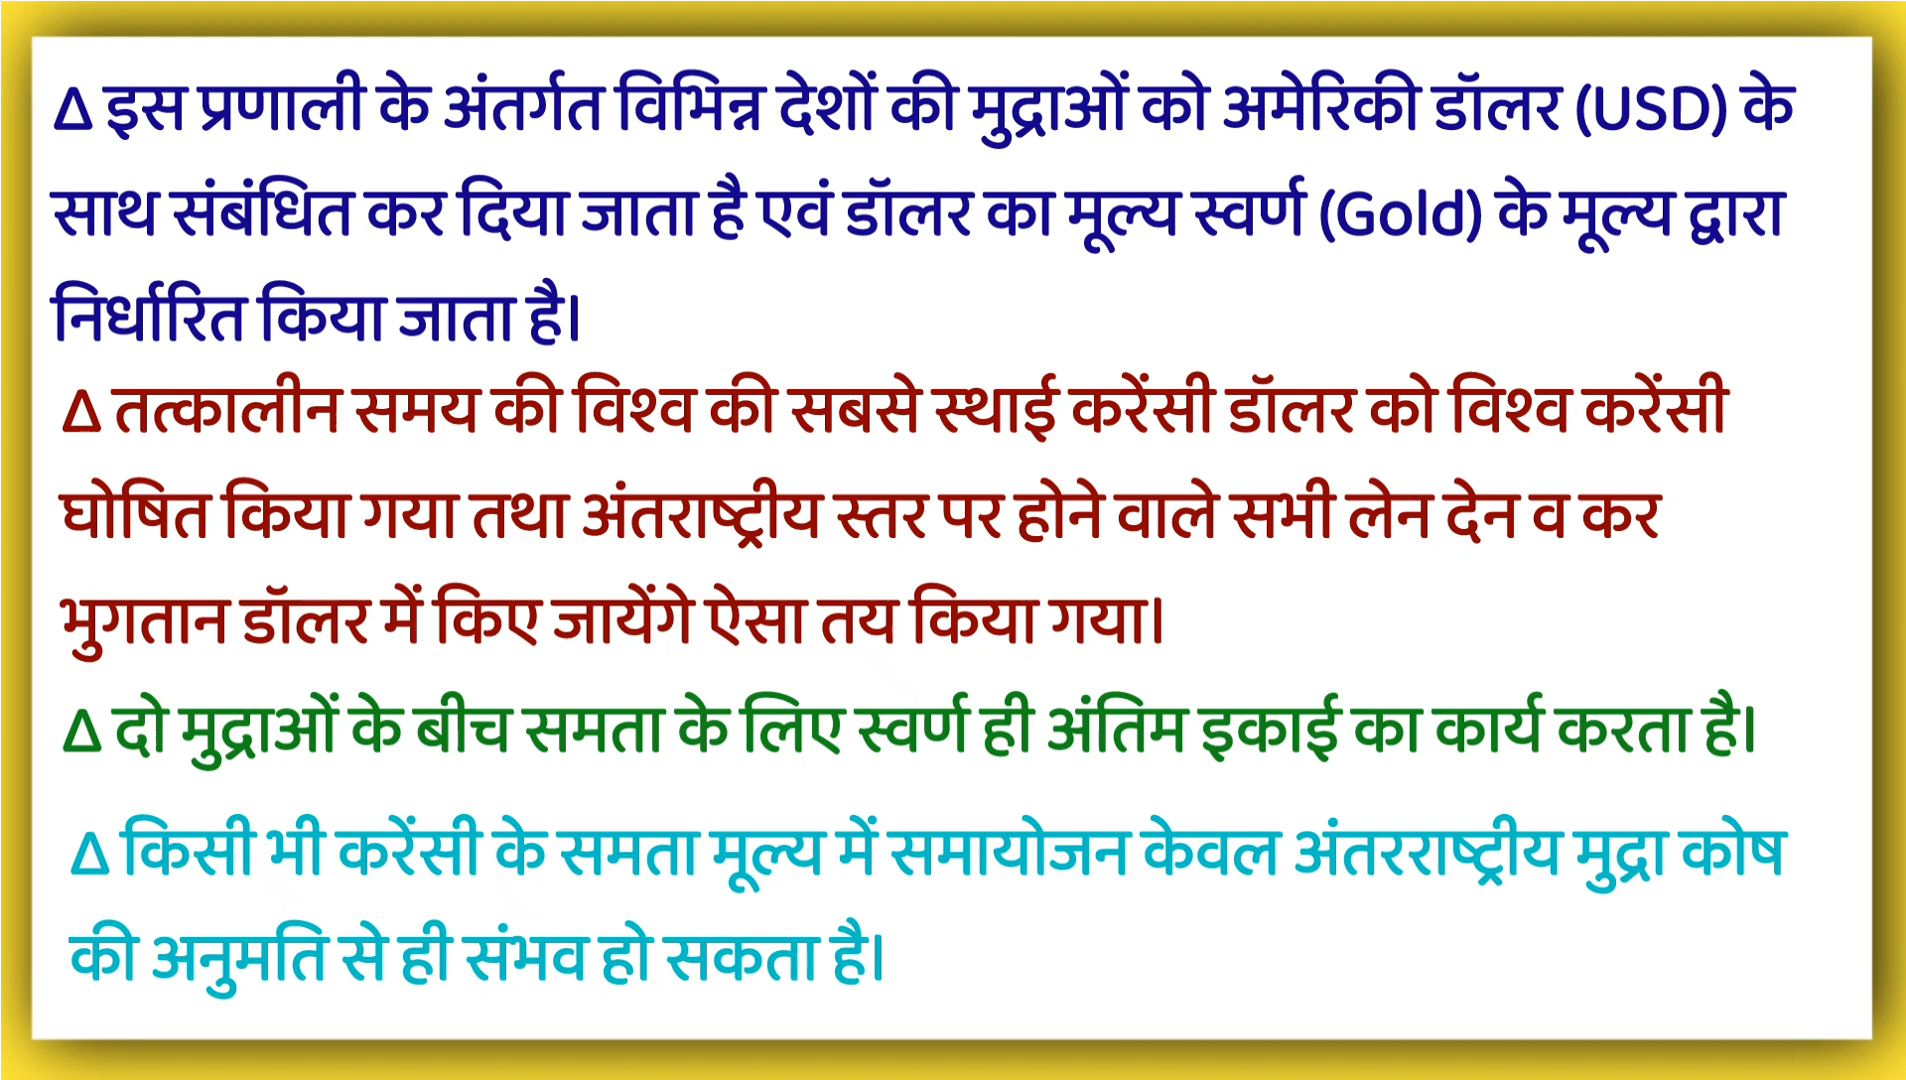 Δ इस प्रणाली के अंतर्गत विभिन्न देशों की मुद्राओं को अमेरिकी डॉलर (USD) के
साथ संबंधित कर दिया जाता है एवं डॉलर का मूल्य स्वर्ण (Gold) के मूल्य द्वारा
निर्धारित किया जाता है।
Δ तत्कालीन समय की विश्व की सबसे स्थाई करेंसी डॉलर को विश्व करेंसी
घोषित किया गया तथा अंतराष्ट्रीय स्तर पर होने वाले सभी लेन देन व कर
भुगतान डॉलर में किए जायेंगे ऐसा तय किया गया।
Δ दो मुद्राओं के बीच समता के लिए स्वर्ण ही अंतिम इकाई का कार्य करता है।
Δ किसी भी करेंसी के समता मूल्य में समायोजन केवल अंतरराष्ट्रीय मुद्रा कोष
की अनुमति से ही संभव हो सकता है।